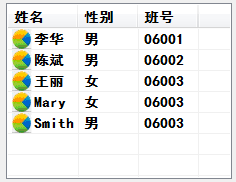 姓名 性别 班号
李华 男 06001
陈斌 男 06002
王丽 女 06003
Mary 女 06003
Smith 男 06003